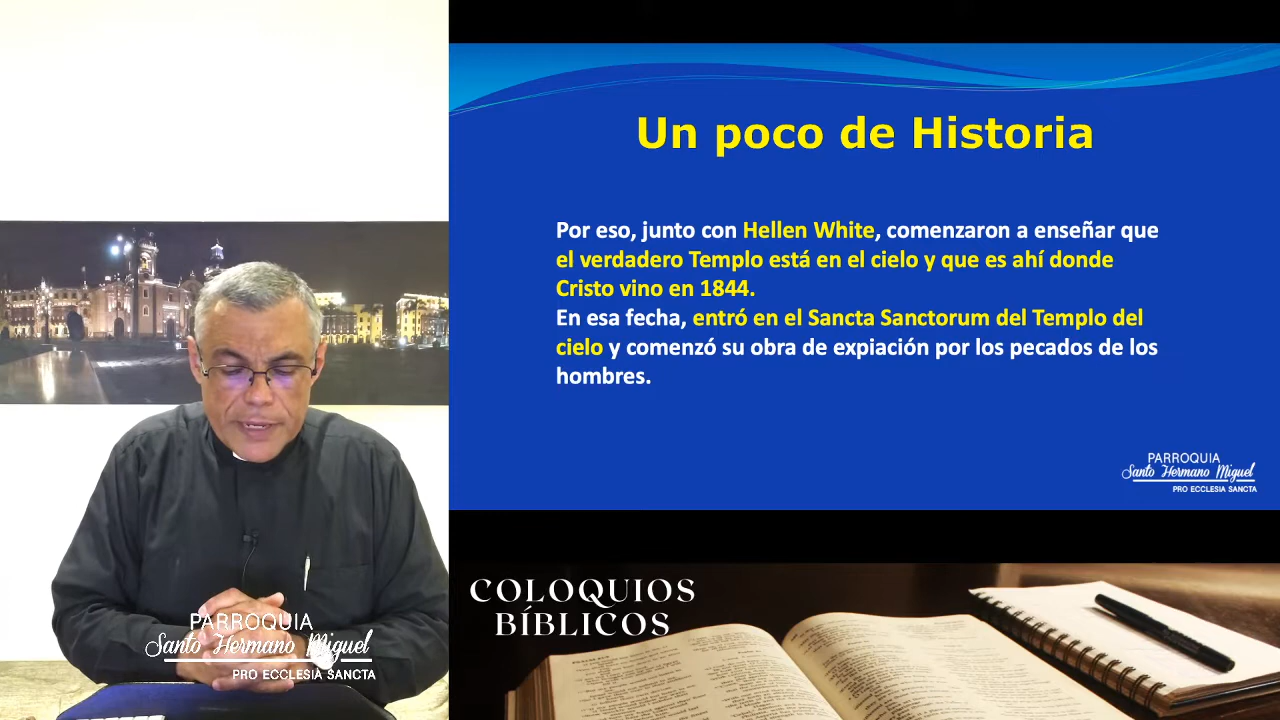 Un poco de Historia
Por eso, junto con Hellen White, comenzaron a enseñar que
el verdadero Templo está en el cielo y que es ahí donde
Cristo vino en 1844.
En esa fecha, entró en el Sancta Sanctorum del Templo del
cielo y comenzó su obra de expiación por los pecados de los
hombres.
PARROQUIA
Santo Hermano Miguel
PRO ECCLESIA SANCTA
COLOQUIOS
BÍBLICOS
PARROQUIA
Santo Hermano Miguel
PRO ECCLESIA SANCTA